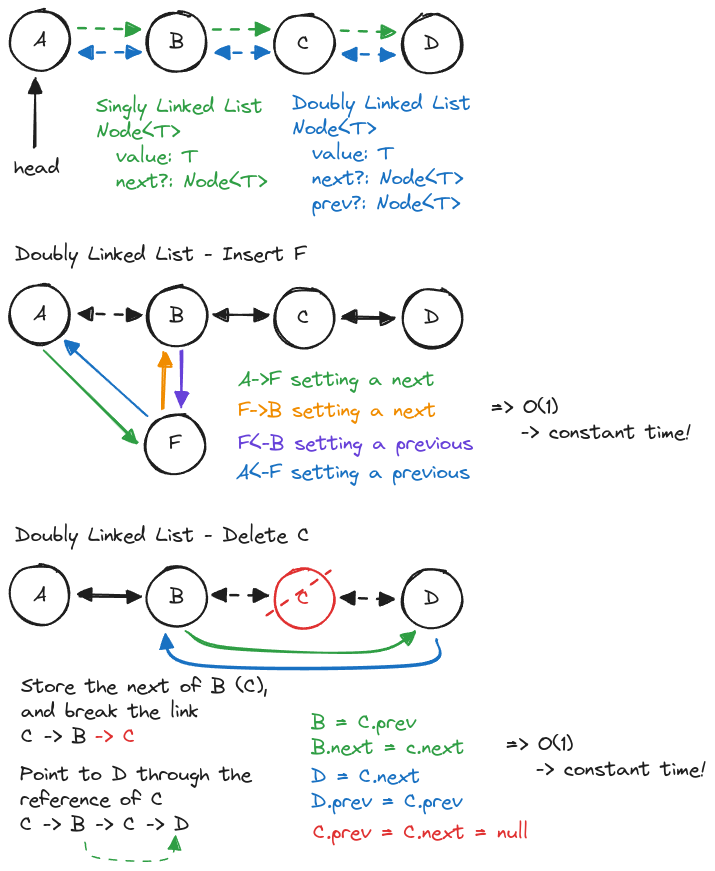 A
B
C
D
head
Singly Linked List
Node<T>
value: T
next?: Node<T>
Doubly Linked List
Node<T>
value: T
next?: Node<T>
prev?: Node<T>
Doubly Linked List - Insert F
A
B
C
D
F
A->F setting a next
F->B setting a next
F<-B setting a previous
A<-F setting a previous
=> O(1)
-> constant time!
Doubly Linked List - Delete C
A
B
C
D
Store the next of B (C),
and break the link
C -> B -> C
Point to D through the
reference of C
C -> B -> C -> D
B = C.prev
B.next = c.next
D = C.next
D.prev = C.prev
C.prev = C.next = null
=> O(1)
-> constant time!